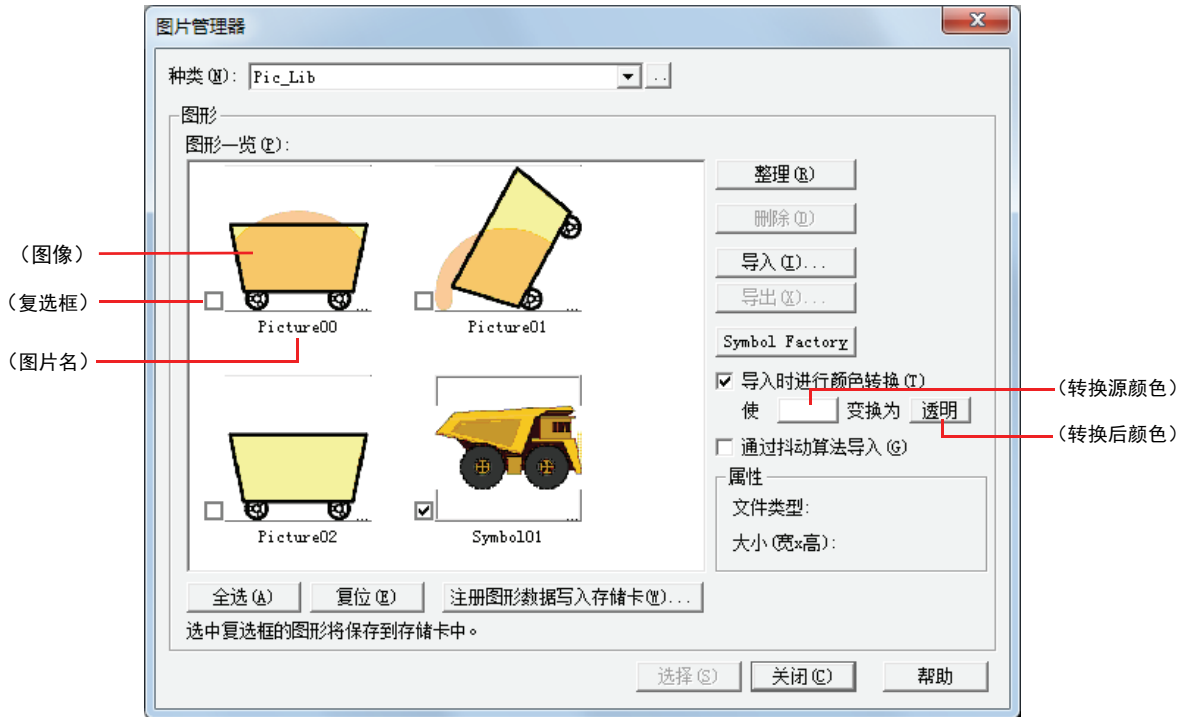 图片管理器
种类(N): Pic_Lib
..
图形
图形一览(P):
整理(R)
删除(D)
（图像）
导入(I)...
（复选框）
导出(X)...
...
...
Picture00
Picture01
Symbol Factory
（图片名）
导入时进行颜色转换(T)
（转换源颜色）
使 变换为 透明
（转换后颜色）
通过抖动算法导入(G)
属性
文件类型:
...
...
Picture02
Symbol01
大小(宽x高):
全选(A)
复位(E)
注册图形数据写入存储卡(W)...
选中复选框的图形将保存到存储卡中。
选择(S)
关闭(C)
帮助